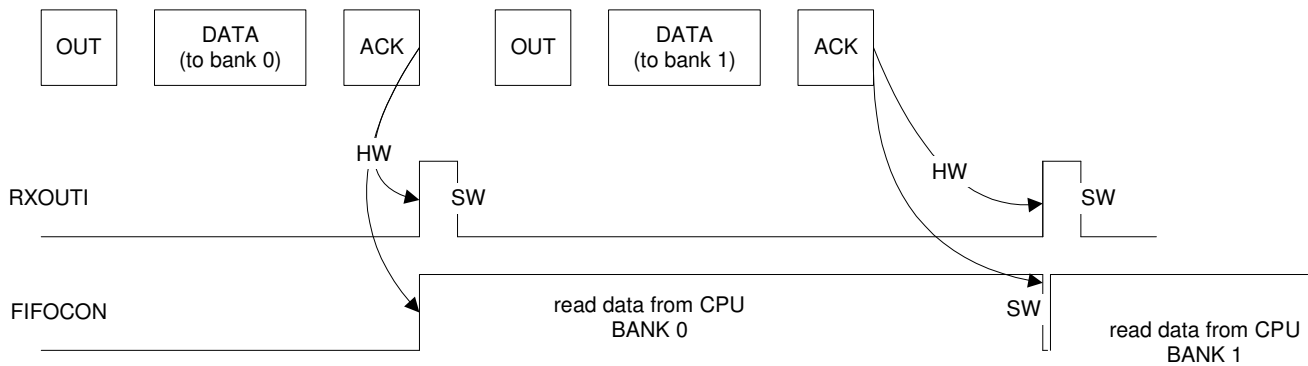 OUT
DATA
(to bank 0)
ACK
OUT
DATA
(to bank 1)
ACK
HW
HW
RXOUTI
SW
SW
FIFOCON
read data from CPU
BANK 0
SW
read data from CPU
BANK 1